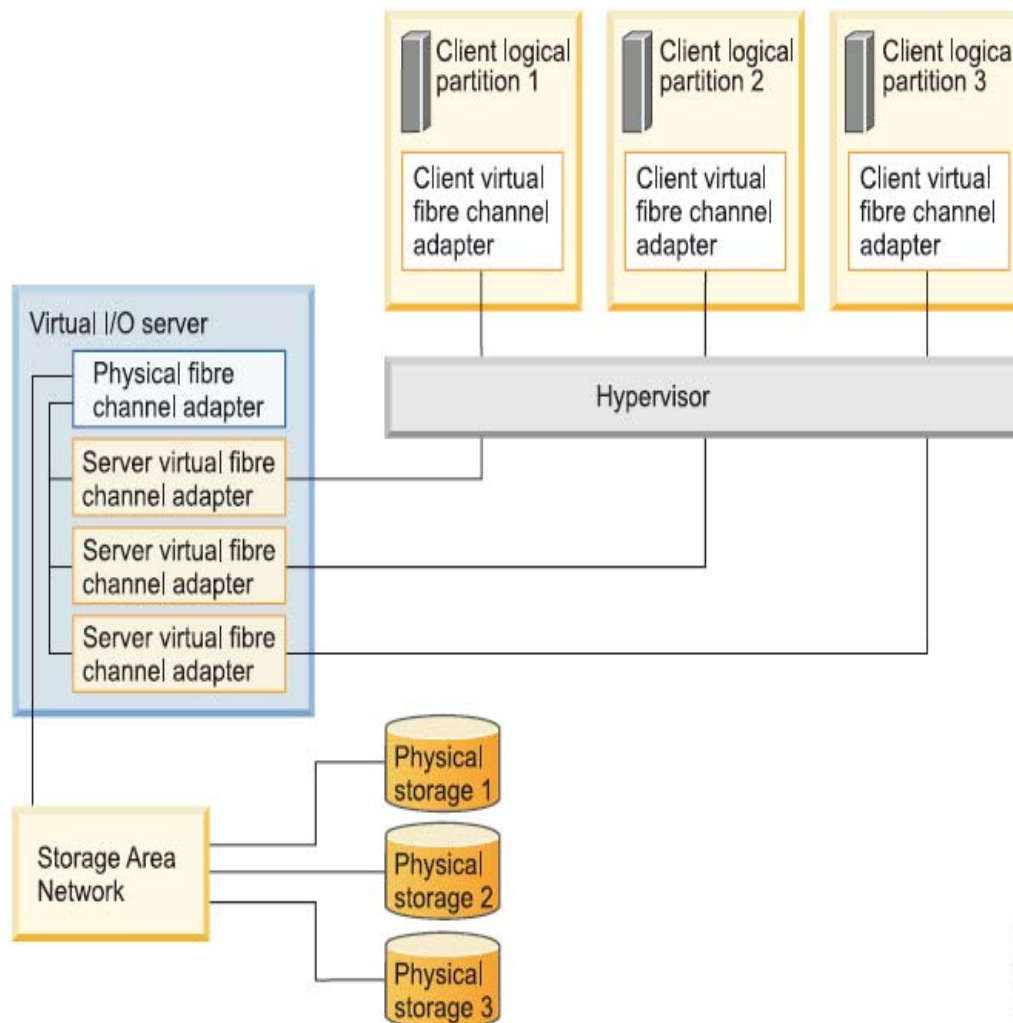 Client logical
partition 1
Client logical
partition 2
Client logical
partition 3
Client virtual
fibre channel
adapter
Client virtual
fibre channel
adapter
Client virtual
fibre channel
adapter
Hypervisor
Virtual I/O server
Physical fibre
channel adapter
Server virtual fibre
channel adapter
Server virtual fibre
channel adapter
Server virtual fibre
channel adapter
Storage Area
Network
Physical
storage 1
Physical
storage 2
Physical
storage 3